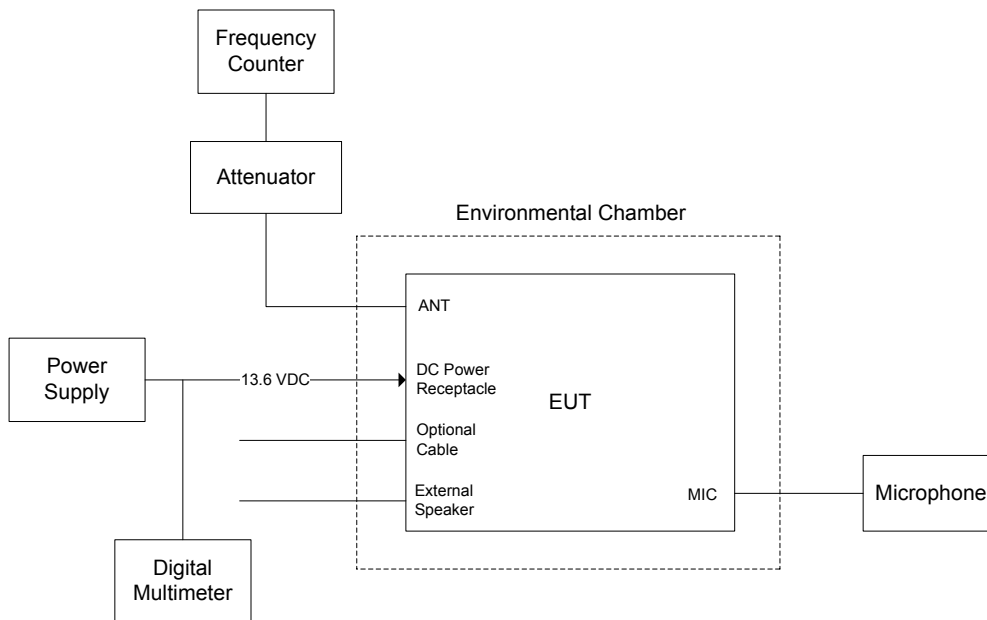 Frequency
Counter
Attenuator
Environmental Chamber
ANT
Power
Supply
13.6 VDC
DC Power
Receptacle
EUT
Optional
Cable
External
Speaker
MIC
Microphone
Digital
Multimeter